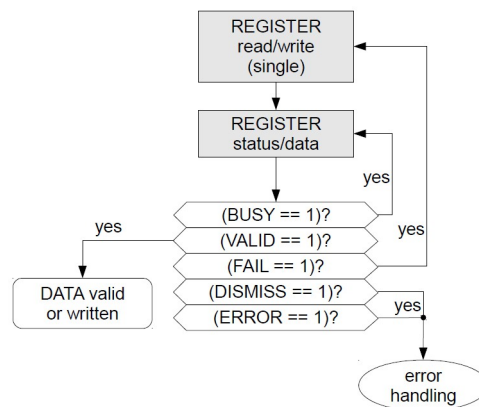 REGISTER
read/write
(single)
REGISTER
status/data
yes
(BUSY == 1)?
yes
(VALID == 1)?
yes
(FAIL == 1)?
DATA valid
or written
(DISMISS == 1)?
yes
(ERROR == 1)?
error
handling